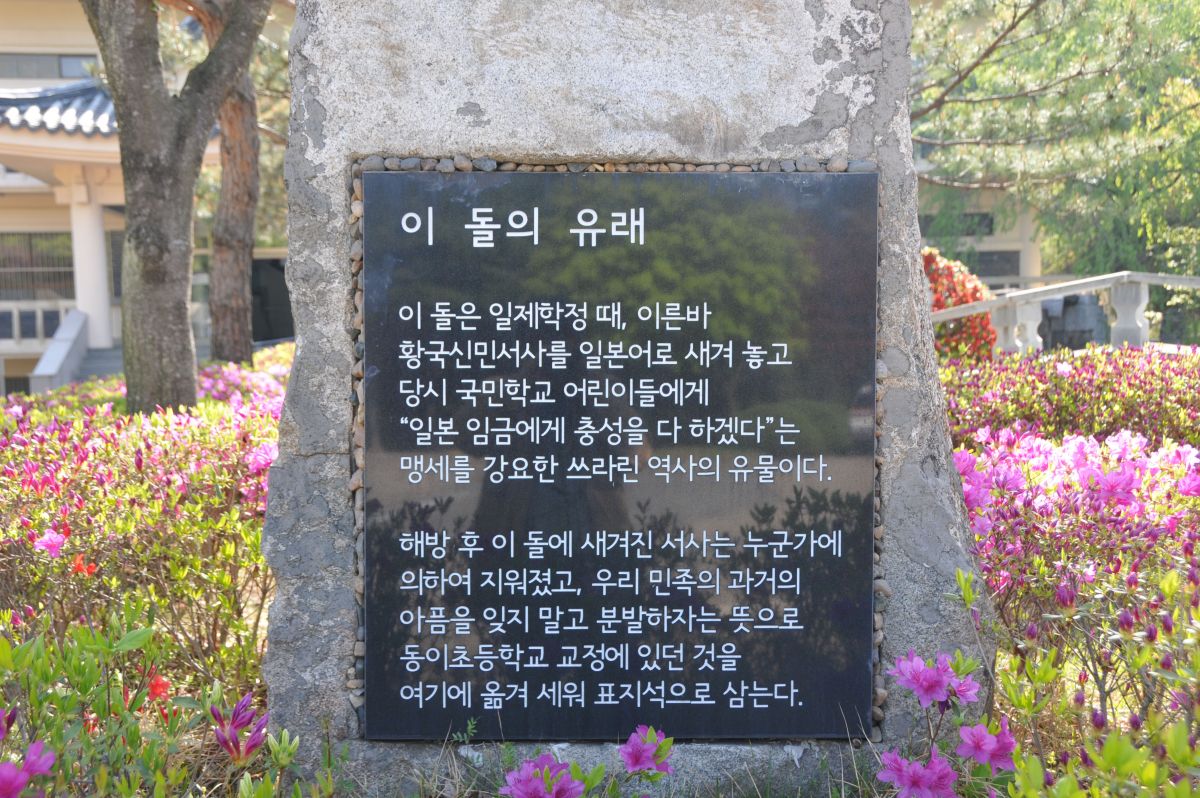 이 돌의 유래
이 돌은 일제학정 때, 이른바
황국신민서사를 일본어로 새겨 놓고
당시 국민학교 어린이들에게
“일본 임금에게 충성을 다 하겠다”는
맹세를 강요한 쓰라린 역사의 유물이다.
해방 후 이 돌에 새겨진 서사는 누군가에
의하여 지워졌고, 우리 민족의 과거의
아픔을 잊지 말고 분발하자는 뜻으로
동이초등학교 교정에 있던 것을
여기에 옮겨 세워 표지석으로 삼는다.